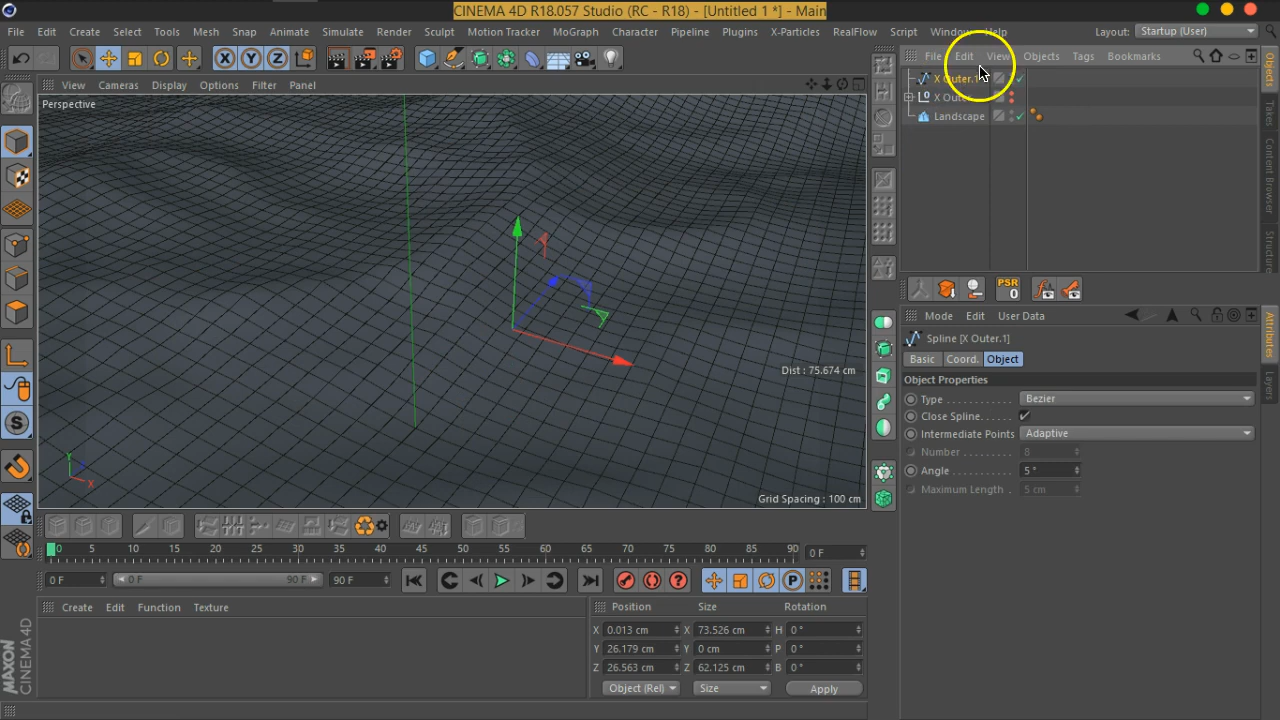 CINEMA 4D R18.057 Studio (RC - R18) - [Untitled 1 *] - Main
File Edit Create Select Tools Mesh Snap Animate Simulate Render Sculpt Motion Tracker MoGraph Character Pipeline Plugins X-Particles RealFlow Script Window Help Layout: Startup (User)
X Y Z
File Edit View Objects Tags Bookmarks
View Cameras Display Options Filter Panel
Perspective
X Outer.1
X Outer
Landscape
Objects
Takes
Content Browser
Structure
PSR
0
Mode Edit User Data
Spline [X Outer.1]
Basic Coord. Object
Object Properties
Type Bezier
Close Spline
Intermediate Points Adaptive
Number 8
Angle 5 °
Maximum Length 5 cm
Attributes
Layers
Dist : 75.674 cm
Y
X
Grid Spacing : 100 cm
0 5 10 15 20 25 30 35 40 45 50 55 60 65 70 75 80 85 90 0 F
0 F 0 F 90 F 90 F
Create Edit Function Texture
Position Size Rotation
X 0.013 cm X 73.526 cm H 0 °
Y 26.179 cm Y 0 cm P 0 °
Z 26.563 cm Z 62.125 cm B 0 °
Object (Rel) Size Apply
MAXON
CINEMA 4D